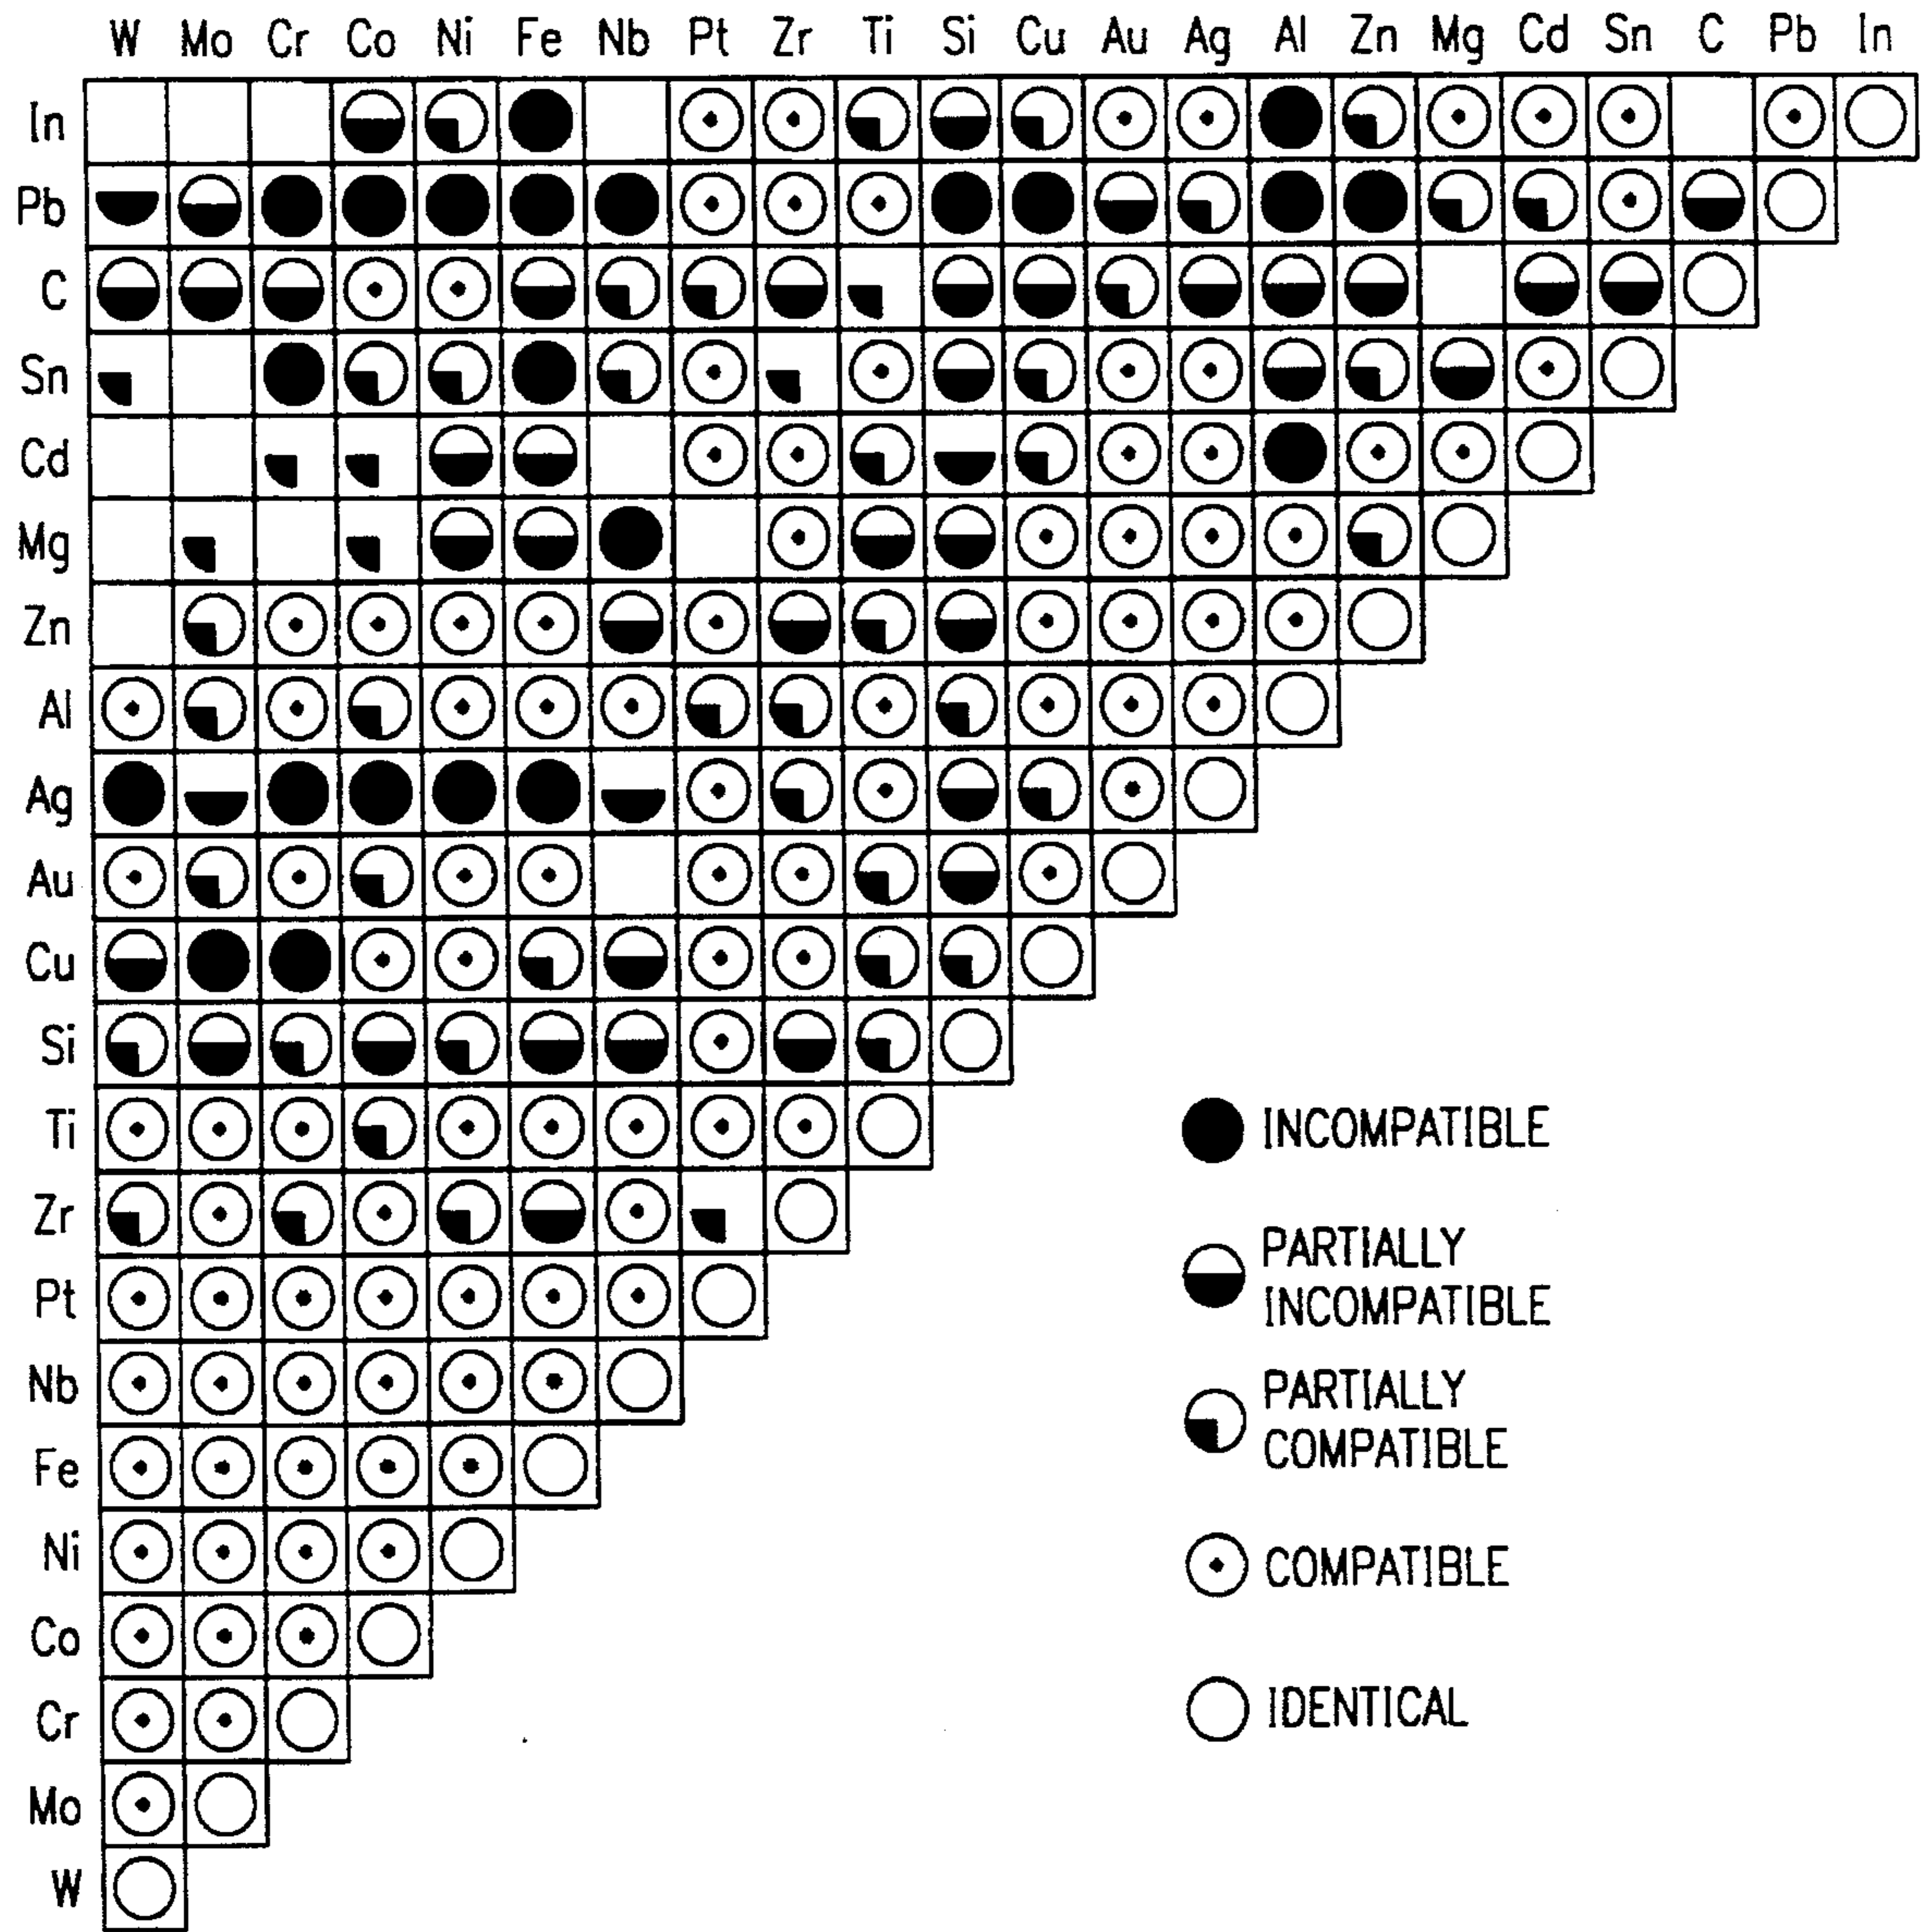 W Mo Cr Co Ni Fe Nb Pt Zr Ti Si Cu Au Ag Al Zn Mg Cd Sn C Pb In
In
Pb
C
Sn
Cd
Mg
Zn
Al
Ag
Au
Cu
Si
Ti
Zr
Pt
Nb
Fe
Ni
Co
Cr
Mo
W
INCOMPATIBLE
PARTIALLY
INCOMPATIBLE
PARTIALLY
COMPATIBLE
COMPATIBLE
IDENTICAL